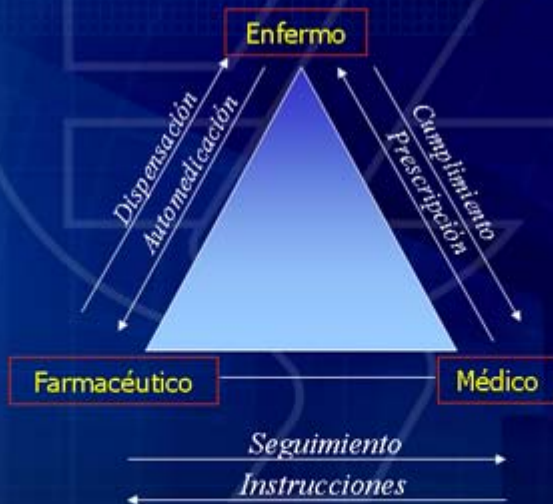 Enfermo
Dispensación
Automedicación
Cumplimiento
Prescripción
Farmacéutico
Médico
Seguimiento
Instrucciones